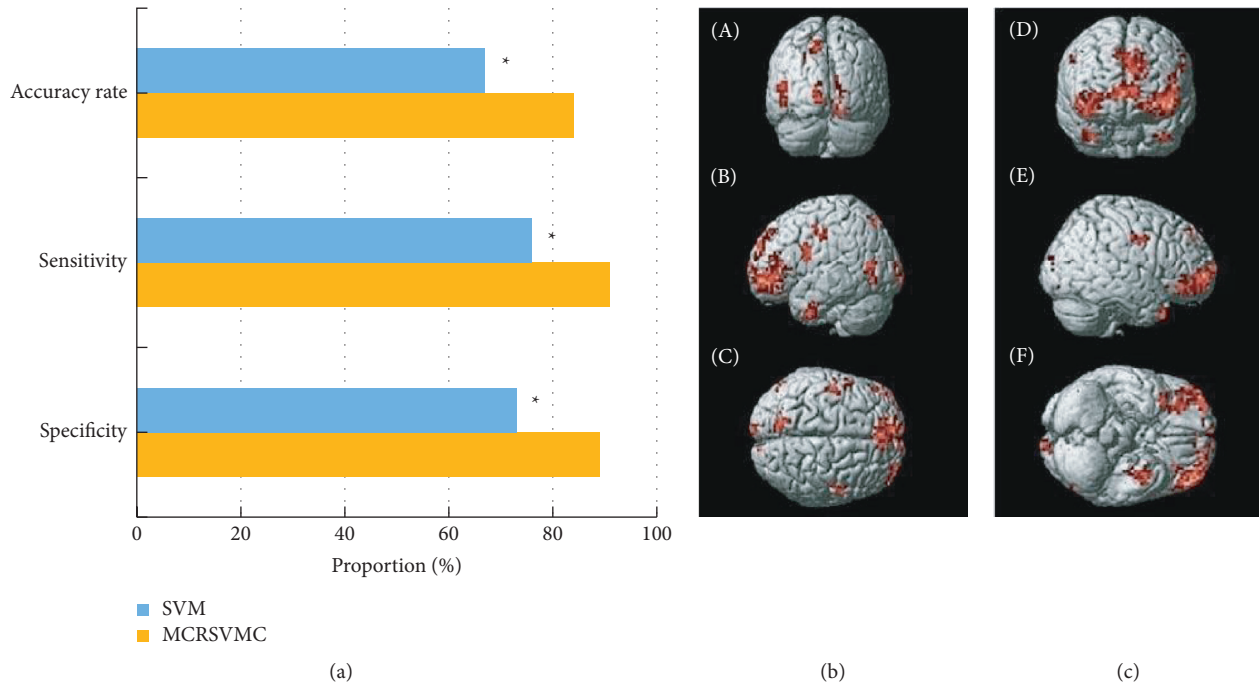 Accuracy rate
*
Sensitivity
*
Specificity
*
0 20 40 60 80 100
Proportion (%)
SVM
MCRSVMC
(a)
(A)
(B)
(C)
(b)
(D)
(E)
(F)
(c)